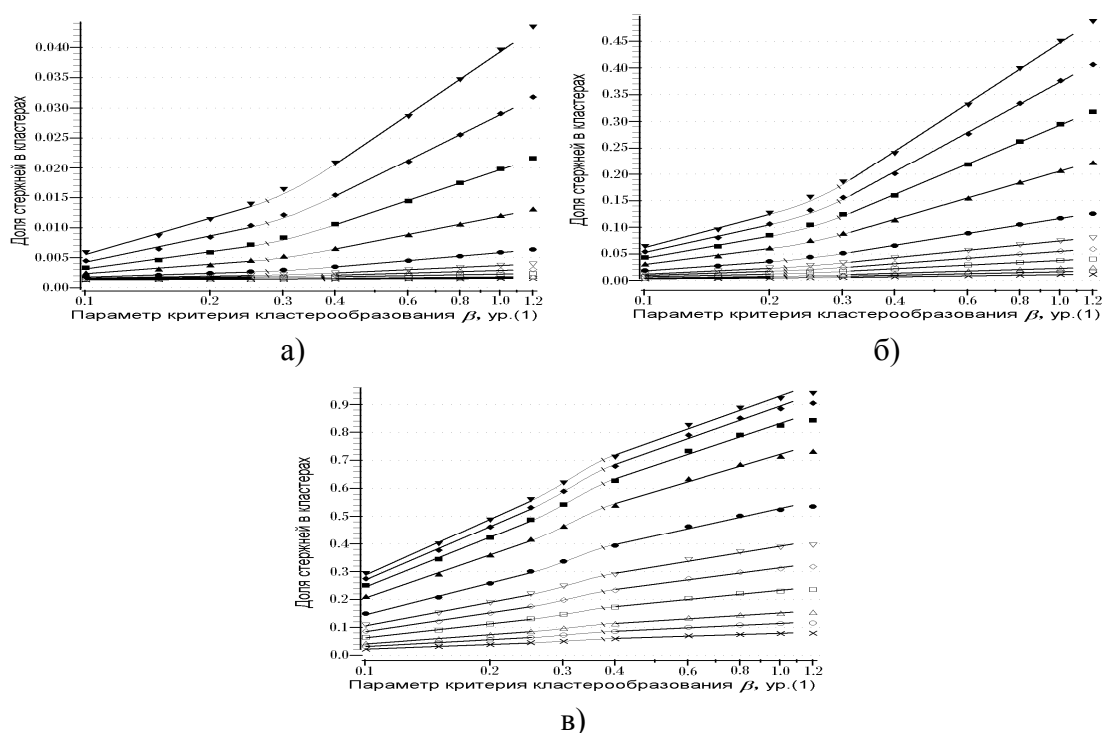 Доля стержней в кластерах
0.040
0.035
0.030
0.025
0.020
0.015
0.010
0.005
0.00
0.1 0.2 0.3 0.4 0.6 0.8 1.0 1.2
Параметр критерия кластерообразования β, ур.(1)
а)
Доля стержней в кластерах
0.45
0.40
0.35
0.30
0.25
0.20
0.15
0.10
0.05
0.00
0.1 0.2 0.3 0.4 0.6 0.8 1.0 1.2
Параметр критерия кластерообразования β, ур.(1)
б)
Доля стержней в кластерах
0.9
0.8
0.7
0.6
0.5
0.4
0.3
0.2
0.1
0.0
0.1 0.2 0.3 0.4 0.6 0.8 1.0 1.2
Параметр критерия кластерообразования β, ур.(1)
в)